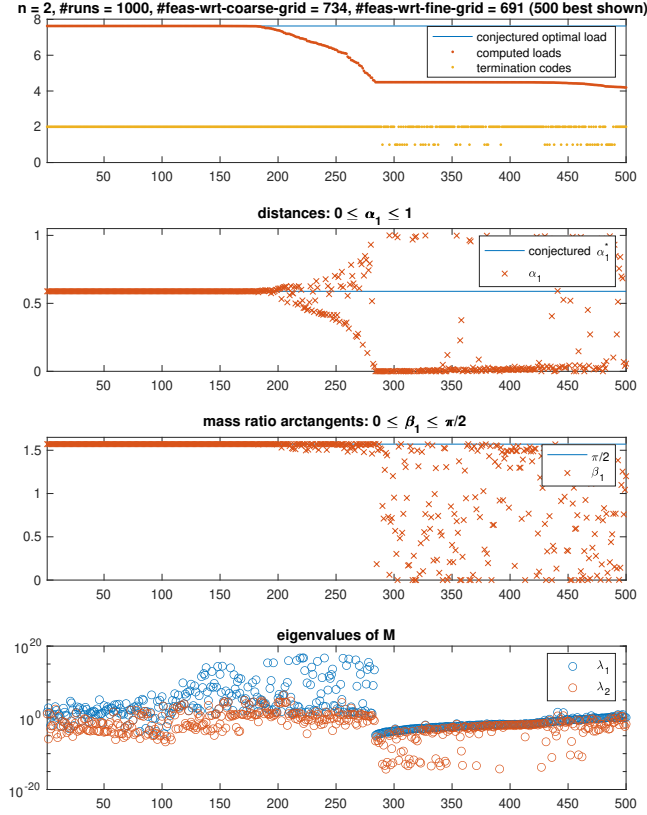 n = 2, #runs = 1000, #feas-wrt-coarse-grid = 734, #feas-wrt-fine-grid = 691 (500 best shown)
8
6
4
2
0
conjectured optimal load
computed loads
termination codes
50 100 150 200 250 300 350 400 450 500
distances: 0 ≤ α₁ ≤ 1
1
0.5
0
conjectured α₁*
α₁
50 100 150 200 250 300 350 400 450 500
mass ratio arctangents: 0 ≤ β₁ ≤ π/2
1.5
1
0.5
0
π/2
β₁
50 100 150 200 250 300 350 400 450 500
eigenvalues of M
10²⁰
10⁰
10⁻²⁰
λ₁
λ₂
50 100 150 200 250 300 350 400 450 500